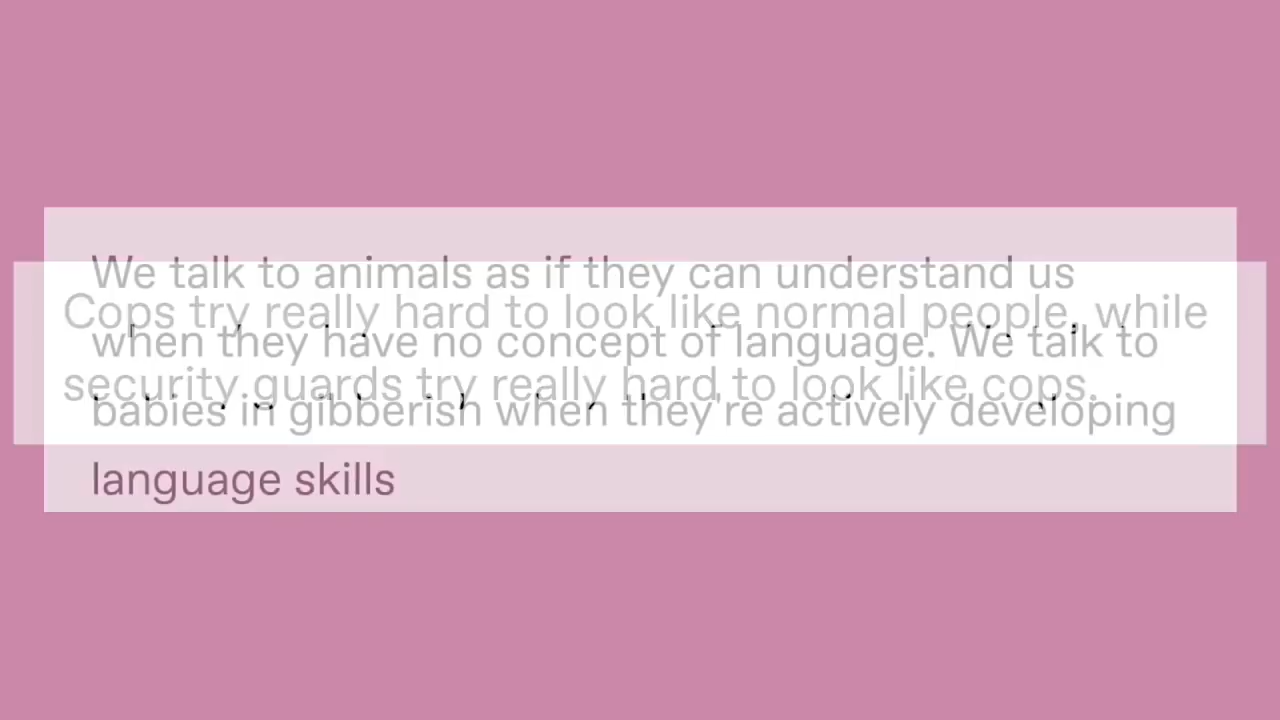 We talk to animals as if they can understand us
Cops try really hard to look like normal people, while
when they have no concept of language. We talk to
security guards try really hard to look like cops.
babies in gibberish when they're actively developing
language skills